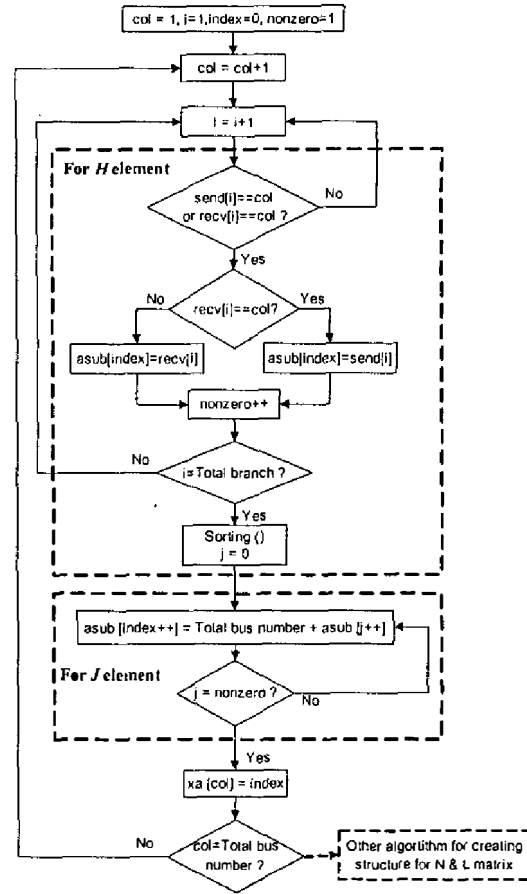 col = 1, i=1,index=0, nonzero=1
col = col+1
i = i+1
For H element
send[i]==col
or recv[i]==col ?
No
Yes
No
recv[i]==col?
Yes
asub[index]=recv[i]
asub[index]=send[i]
nonzero++
No
i=Total branch ?
Yes
Sorting ()
j = 0
asub [index++] = Total bus number + asub [j++]
For J element
j = nonzero ?
No
Yes
xa [col] = index
No
col=Total bus
number ?
Other algorithm for creating
structure for N & L matrix